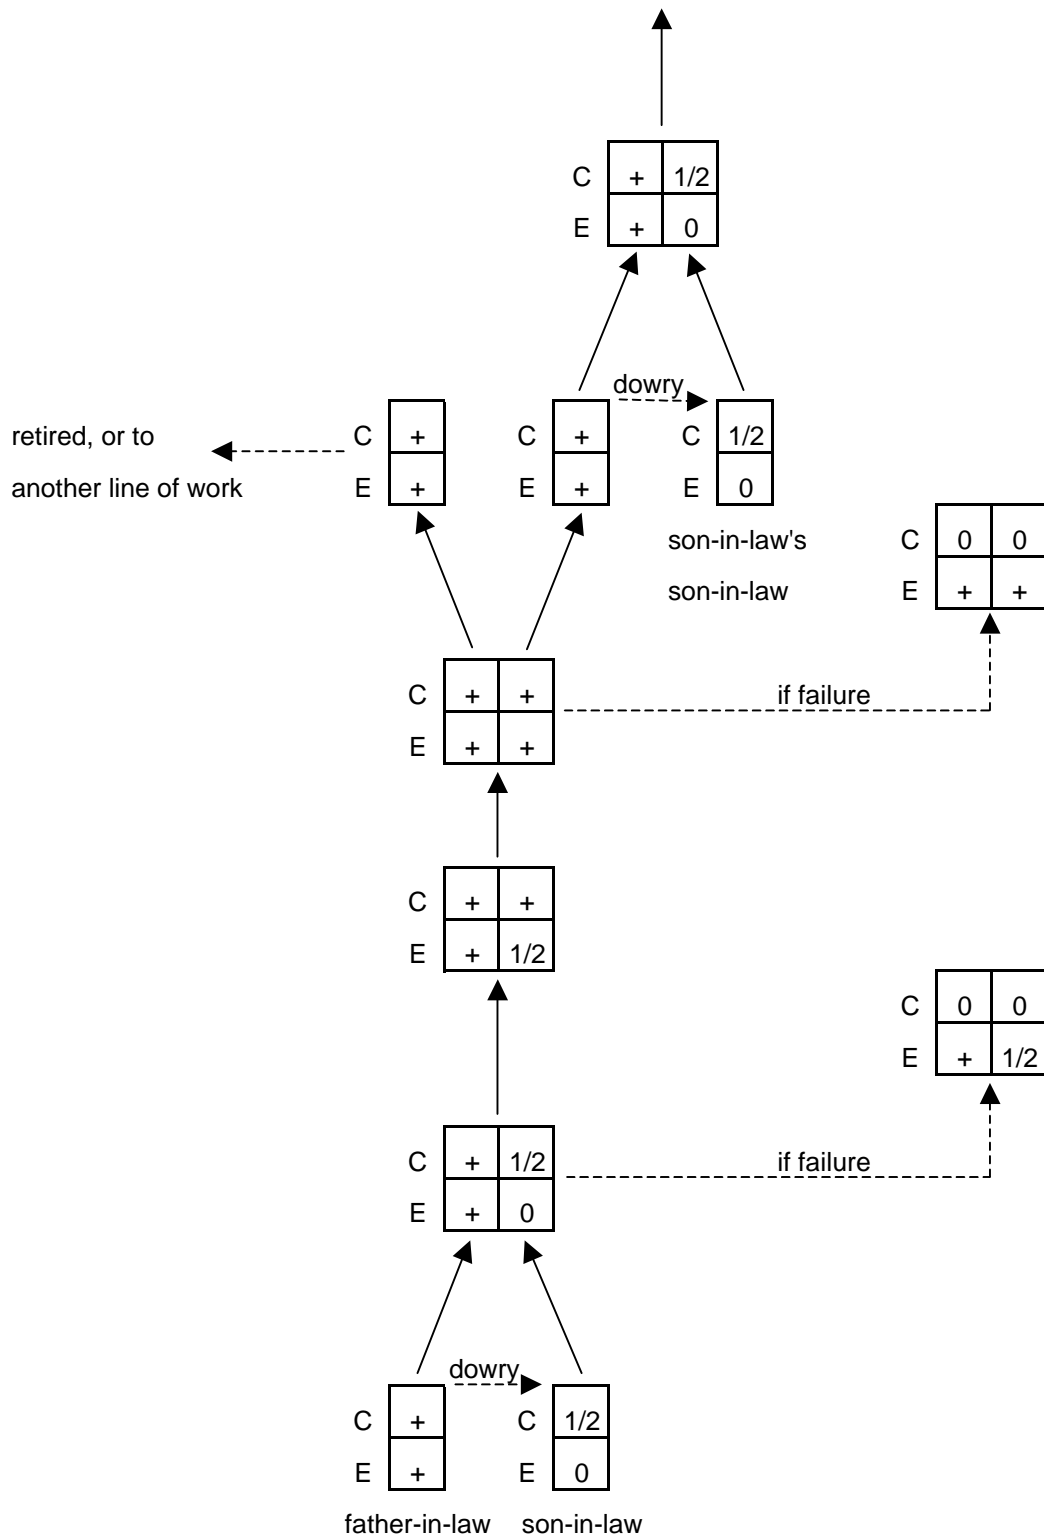 C + 1/2
E + 0
dowry
retired, or to C + C + C 1/2
another line of work E + E + E 0
son-in-law's C 0 0
son-in-law E + +
C + + if failure
E + +
C + +
E + 1/2
C 0 0
E + 1/2
C + 1/2 if failure
E + 0
dowry
C + C 1/2
E + E 0
father-in-law son-in-law